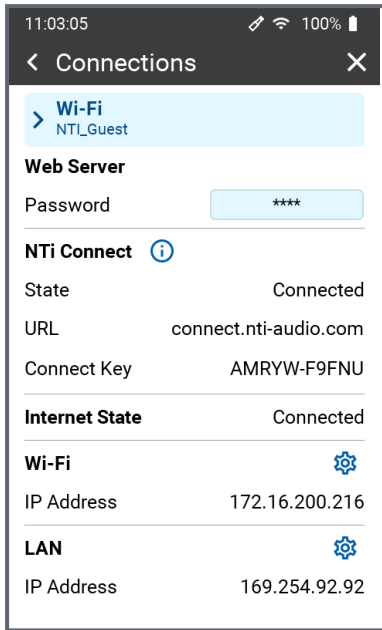 11:03:05 100%
Connections
Wi-Fi
NTI_Guest
Web Server
Password ****
NTi Connect
State Connected
URL connect.nti-audio.com
Connect Key AMRYW-F9FNU
Internet State Connected
Wi-Fi
IP Address 172.16.200.216
LAN
IP Address 169.254.92.92